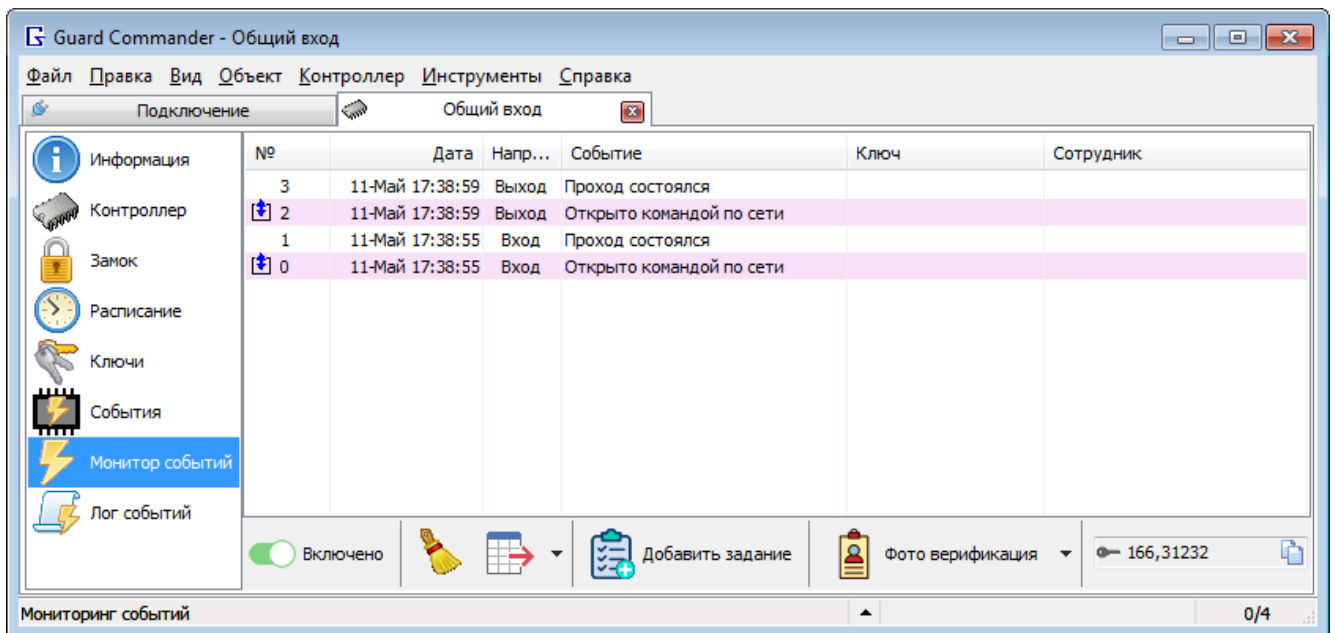 Guard Commander - Общий вход
Файл Правка Вид Объект Контроллер Инструменты Справка
Подключение Общий вход
Информация
Контроллер
Замок
Расписание
Ключи
События
Монитор событий
Лог событий
№ Дата Напр... Событие Ключ Сотрудник
3 11-Май 17:38:59 Выход Проход состоялся
2 11-Май 17:38:59 Выход Открыто командой по сети
1 11-Май 17:38:55 Вход Проход состоялся
0 11-Май 17:38:55 Вход Открыто командой по сети
Включено Добавить задание Фото верификация 166,31232
Мониторинг событий 0/4